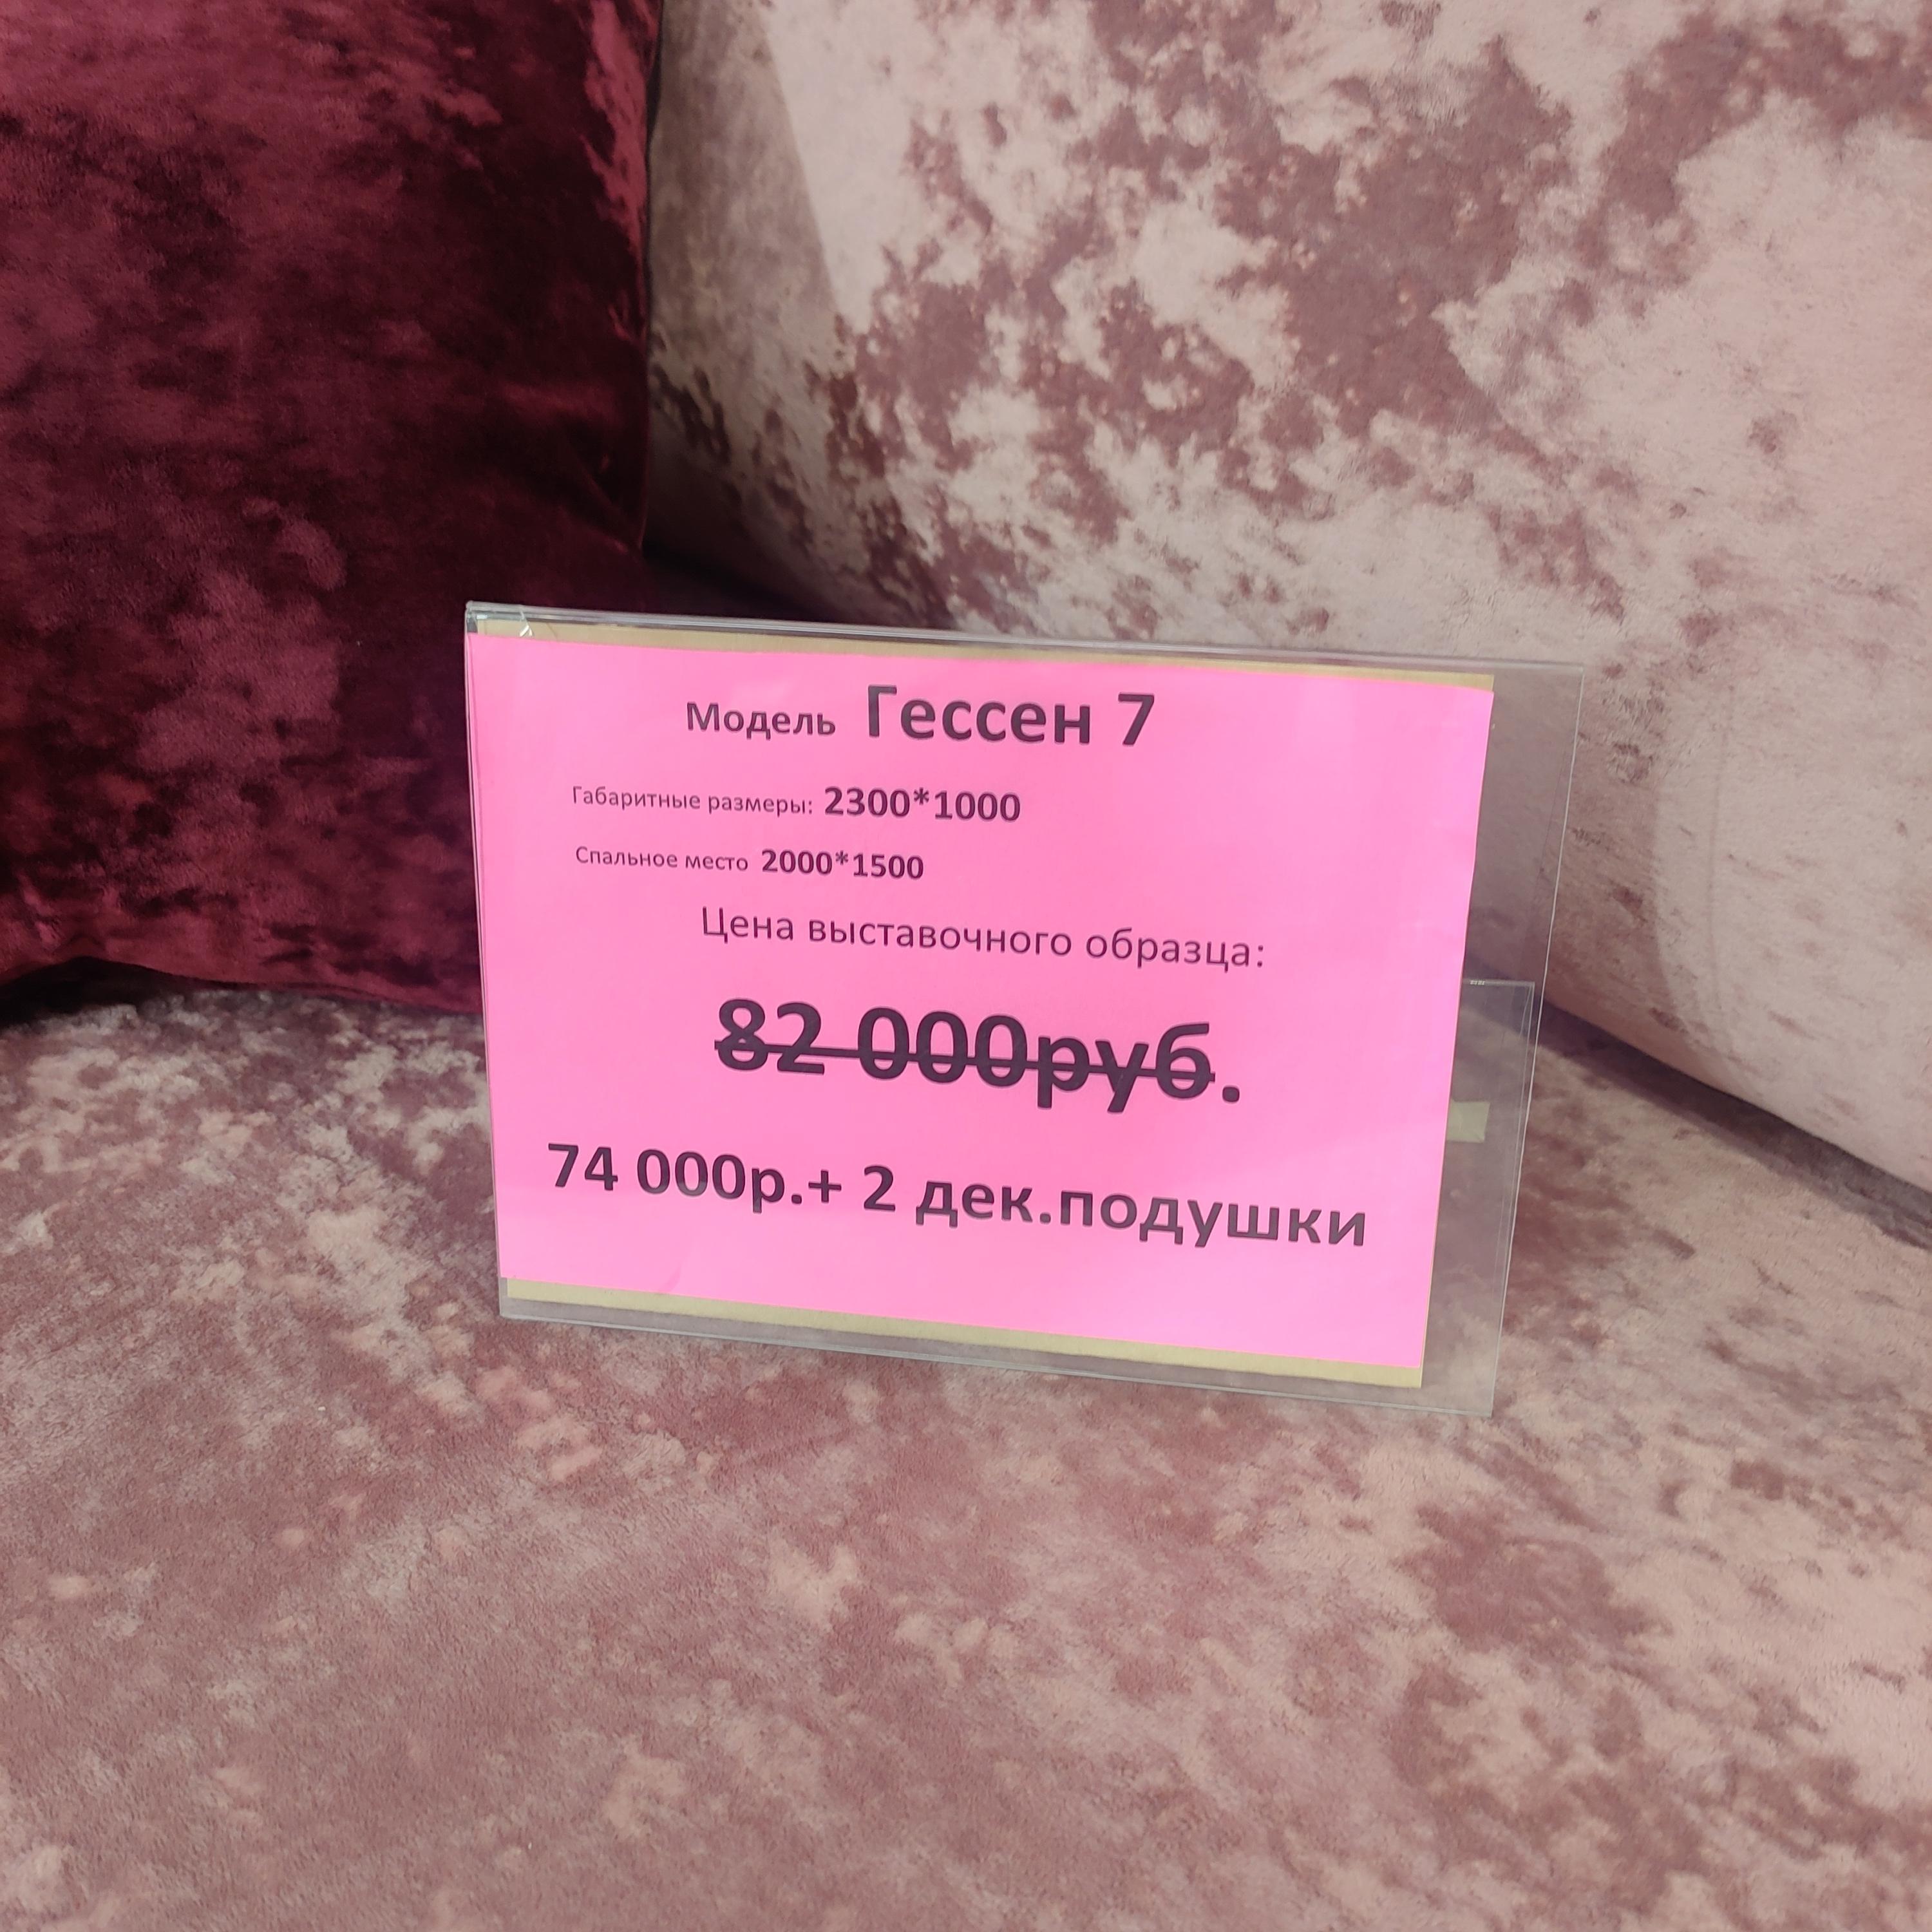 Модель Гессен 7
Габаритные размеры: 2300*1000
Спальное место 2000*1500
Цена выставочного образца:
82 000руб.
74 000р.+ 2 дек.подушки